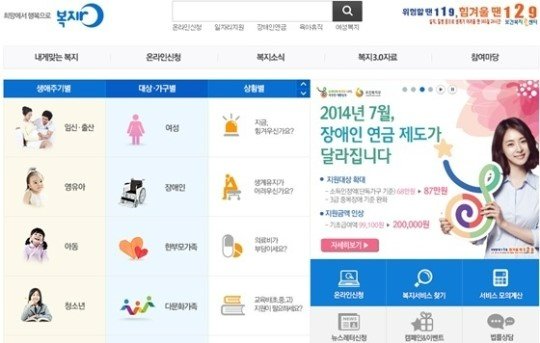 희망에서 행복으로 복지로
온라인신청 일자리지원 장애인연금 육아휴직 여성복지
위험할 땐 119, 힘겨울 땐 129
보건복지콜센터
내게맞는 복지 온라인신청 복지소식 복지3.0자료 참여마당
생애주기별 대상·가구별 상황별
임신·출산 여성 지금,
힘겨우신가요?
영유아 장애인 생계유지가
어려우신가요?
아동 한부모가족 의료비가
부담되세요?
청소년 다문화가족 교육비(초,중,고)
지원이 필요하세요?
2014년 7월,
장애인 연금 제도가
달라집니다
지원대상 확대
- 소득인정액(단독가구 기준) 68만원 87만원
- 3급 중복장애 기준 완화
지원금액 인상
- 기초급여액 99,100원 200,000원
자세히보기
온라인신청 복지서비스 찾기 서비스 모의계산
뉴스레터신청 캠페인&이벤트 법률상담